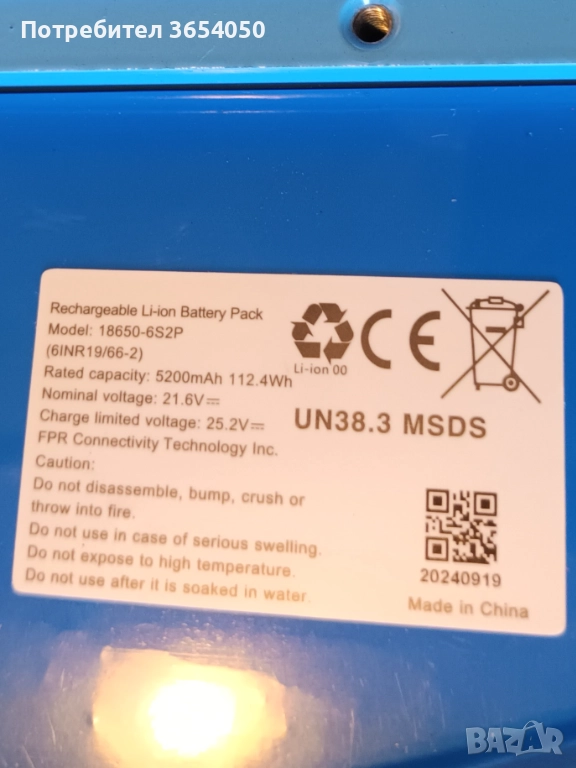 Потребител 3654050
Rechargeable Li-ion Battery Pack
Model: 18650-6S2P
(6INR19/66-2)
Rated capacity: 5200mAh 112.4Wh
Nominal voltage: 21.6V⎓
Charge limited voltage: 25.2V⎓
FPR Connectivity Technology Inc.
Caution:
Do not disassemble, bump, crush or
throw into fire.
Do not use in case of serious swelling.
Do not expose to high temperature.
Do not use after it is soaked in water.
Li-ion 00
CE
UN38.3 MSDS
20240919
Made in China
BAZAR